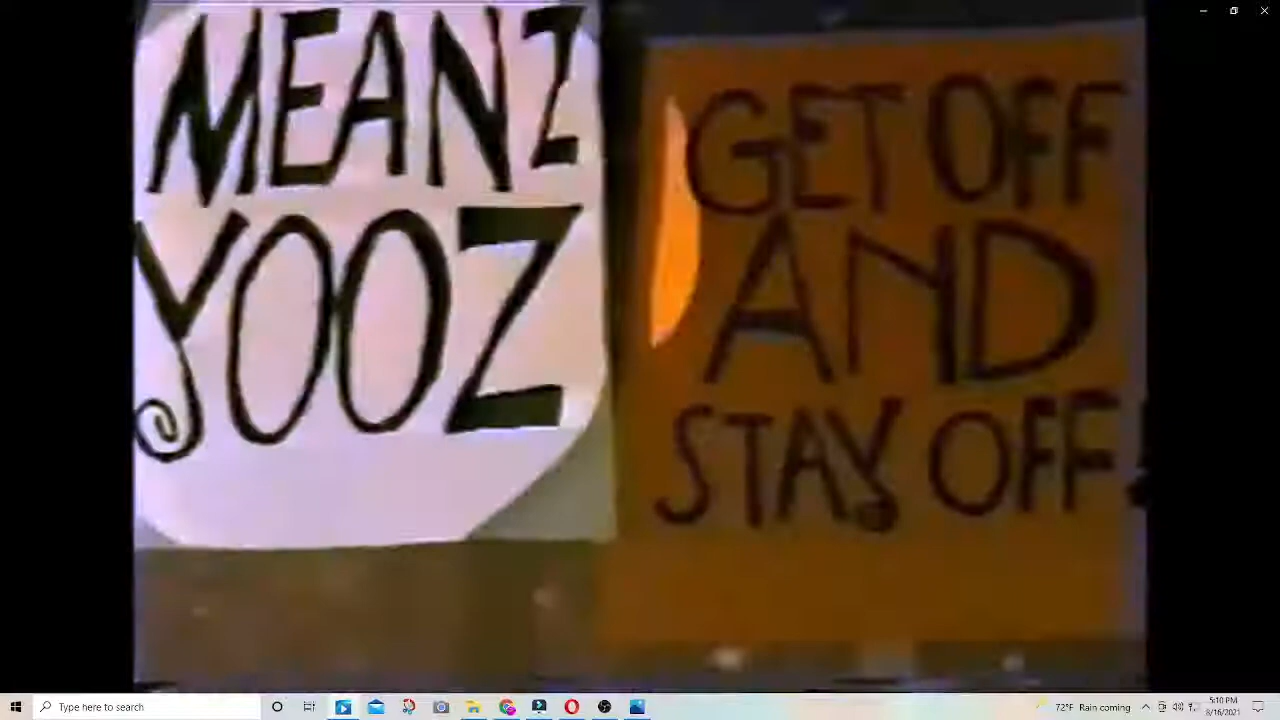 MEANZ
YOOZ
GET OFF
AND
STAY OFF!
Type here to search
72°F Rain coming
5:10 PM
8/16/2021